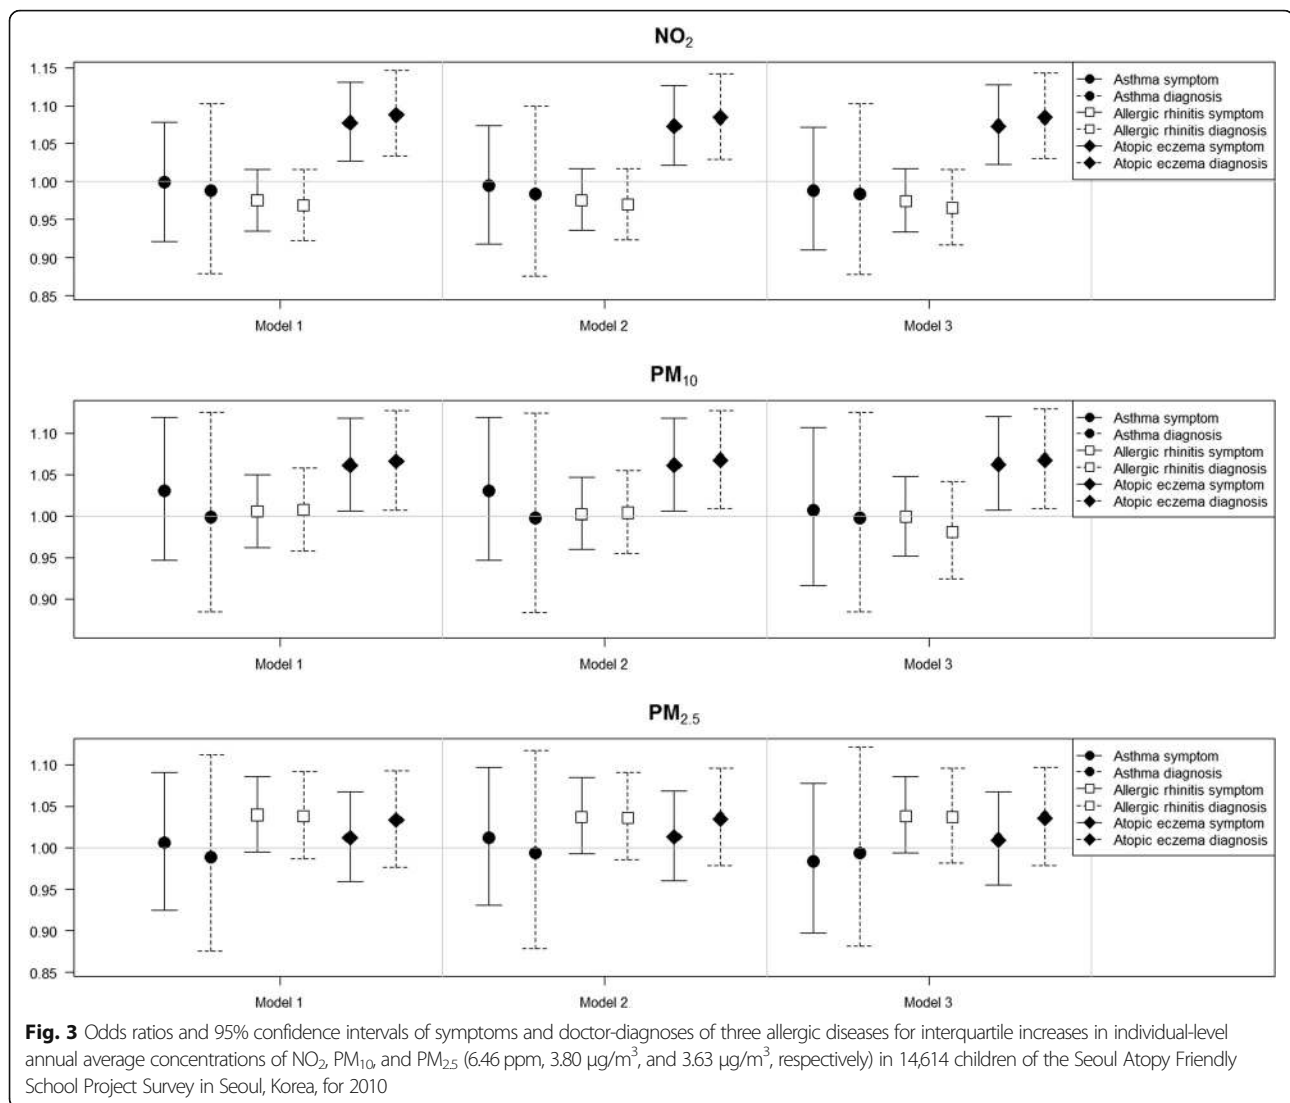 NO2
1.15
1.10
1.05
1.00
0.95
0.90
0.85
Asthma symptom
Asthma diagnosis
Allergic rhinitis symptom
Allergic rhinitis diagnosis
Atopic eczema symptom
Atopic eczema diagnosis
Model 1 Model 2 Model 3
PM10
1.10
1.05
1.00
0.95
0.90
Asthma symptom
Asthma diagnosis
Allergic rhinitis symptom
Allergic rhinitis diagnosis
Atopic eczema symptom
Atopic eczema diagnosis
Model 1 Model 2 Model 3
PM2.5
1.10
1.05
1.00
0.95
0.90
0.85
Asthma symptom
Asthma diagnosis
Allergic rhinitis symptom
Allergic rhinitis diagnosis
Atopic eczema symptom
Atopic eczema diagnosis
Model 1 Model 2 Model 3
Fig. 3 Odds ratios and 95% confidence intervals of symptoms and doctor-diagnoses of three allergic diseases for interquartile increases in individual-level
annual average concentrations of NO2, PM10, and PM2.5 (6.46 ppm, 3.80 μg/m3, and 3.63 μg/m3, respectively) in 14,614 children of the Seoul Atopy Friendly
School Project Survey in Seoul, Korea, for 2010